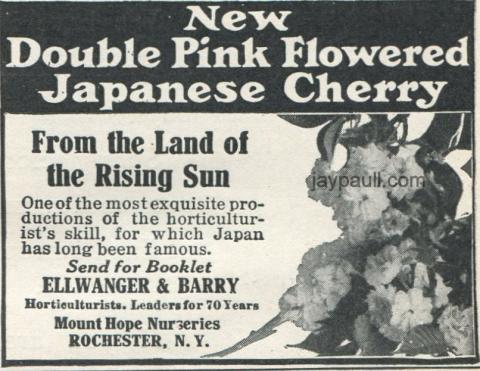 New
Double Pink Flowered
Japanese Cherry
From the Land of
the Rising Sun
One of the most exquisite pro-
ductions of the horticultur-
ist's skill, for which Japan
has long been famous.
Send for Booklet
ELLWANGER & BARRY
Horticulturists. Leaders for 70 Years
Mount Hope Nurseries
ROCHESTER, N. Y.
jaypaull.com